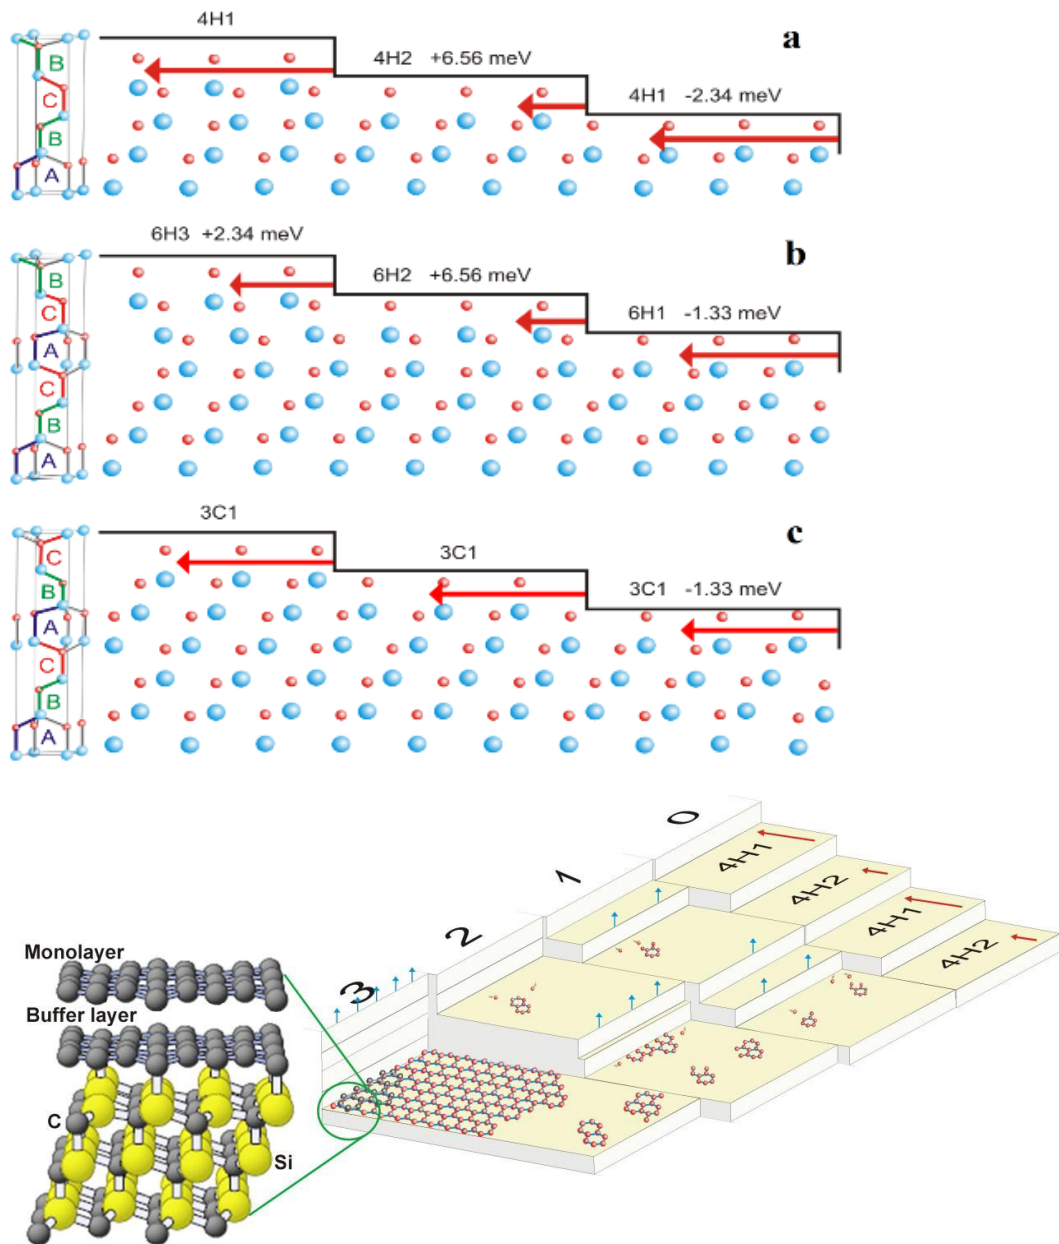 4H1
a
4H2 +6.56 meV
4H1 -2.34 meV
B
C
B
A
6H3 +2.34 meV
b
6H2 +6.56 meV
6H1 -1.33 meV
B
C
A
C
B
A
3C1
c
3C1
3C1 -1.33 meV
C
B
A
C
B
A
0
4H1
1
4H2
2
4H1
3
4H2
Monolayer
Buffer layer
C
Si